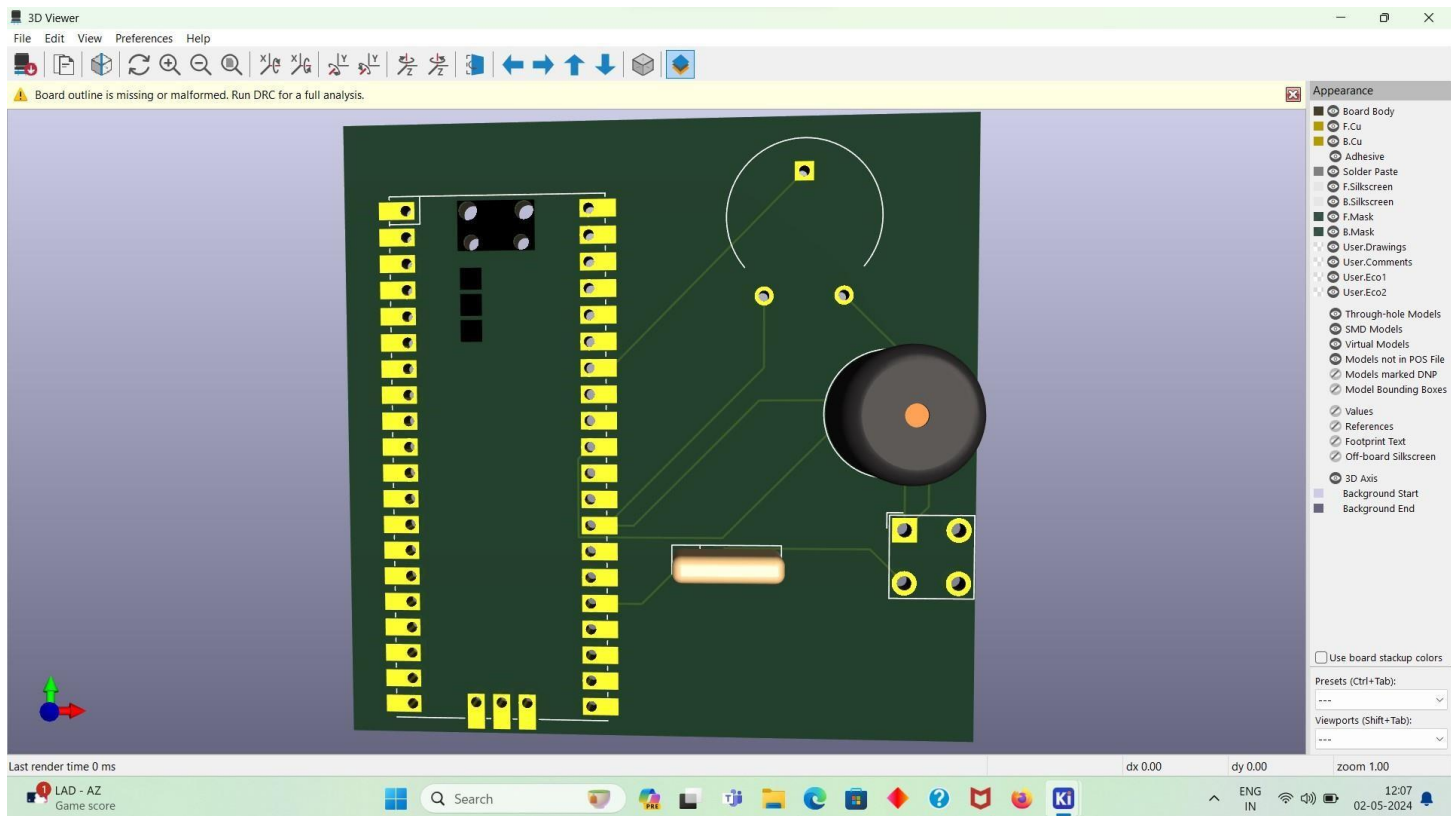 3D Viewer
File Edit View Preferences Help
Board outline is missing or malformed. Run DRC for a full analysis.
Appearance
Board Body
F.Cu
B.Cu
Adhesive
Solder Paste
F.Silkscreen
B.Silkscreen
F.Mask
B.Mask
User.Drawings
User.Comments
User.Eco1
User.Eco2
Through-hole Models
SMD Models
Virtual Models
Models not in POS File
Models marked DNP
Model Bounding Boxes
Values
References
Footprint Text
Off-board Silkscreen
3D Axis
Background Start
Background End
Use board stackup colors
Presets (Ctrl+Tab):
---
Viewports (Shift+Tab):
---
Last render time 0 ms
dx 0.00 dy 0.00 zoom 1.00
1
LAD - AZ
Game score
Search
PRE
Ki
ENG
IN
12:07
02-05-2024